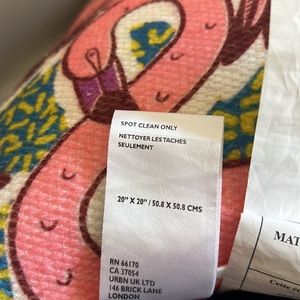 SPOT CLEAN ONLY
NETTOYER LES TACHES
SEULEMENT
20" X 20" / 50.8 X 50.8 CMS
RN 66170
CA 37054
URBN UK LTD
146 BRICK LANE
LONDON
MAT
Cette é